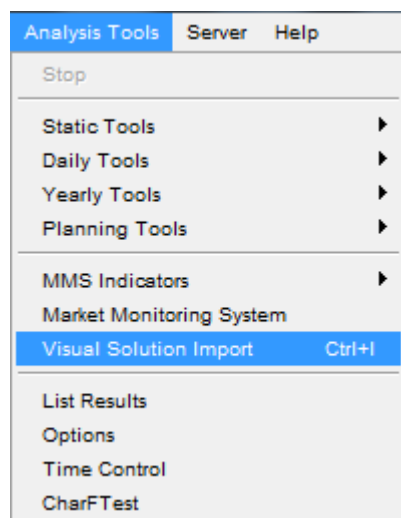 Analysis Tools Server Help
Stop
Static Tools
Daily Tools
Yearly Tools
Planning Tools
MMS Indicators
Market Monitoring System
Visual Solution Import Ctrl+I
List Results
Options
Time Control
CharFTest